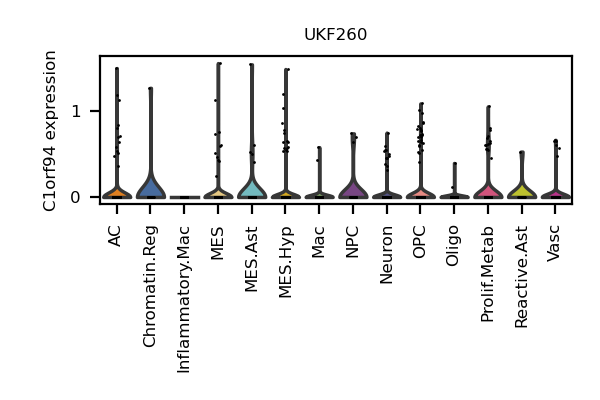 UKF260
C1orf94 expression
1
0
AC
Chromatin.Reg
Inflammatory.Mac
MES
MES.Ast
MES.Hyp
Mac
NPC
Neuron
OPC
Oligo
Prolif.Metab
Reactive.Ast
Vasc